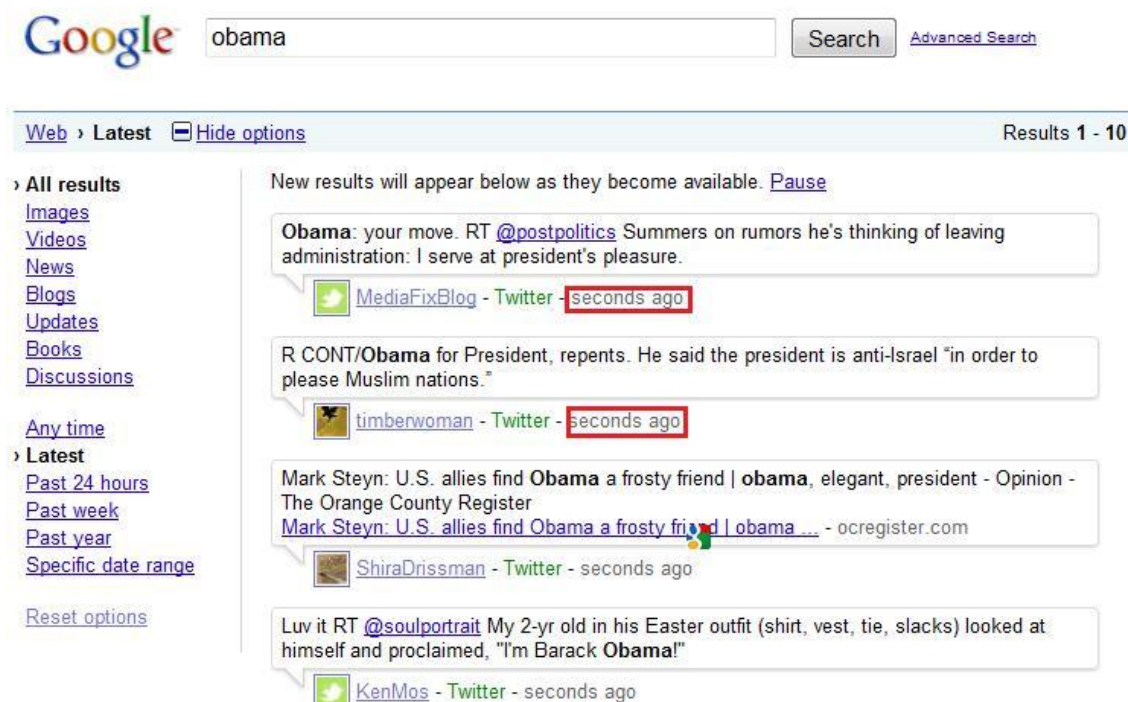 Google obama Search Advanced Search
Web › Latest Hide options Results 1 - 10
› All results
Images
Videos
News
Blogs
Updates
Books
Discussions
Any time
› Latest
Past 24 hours
Past week
Past year
Specific date range
Reset options
New results will appear below as they become available. Pause
Obama: your move. RT @postpolitics Summers on rumors he's thinking of leaving
administration: I serve at president's pleasure.
MediaFixBlog - Twitter - seconds ago
R CONT/Obama for President, repents. He said the president is anti-Israel “in order to
please Muslim nations.”
timberwoman - Twitter - seconds ago
Mark Steyn: U.S. allies find Obama a frosty friend | obama, elegant, president - Opinion -
The Orange County Register
Mark Steyn: U.S. allies find Obama a frosty friend | obama ... - ocregister.com
ShiraDrissman - Twitter - seconds ago
Luv it RT @soulportrait My 2-yr old in his Easter outfit (shirt, vest, tie, slacks) looked at
himself and proclaimed, "I'm Barack Obama!"
KenMos - Twitter - seconds ago